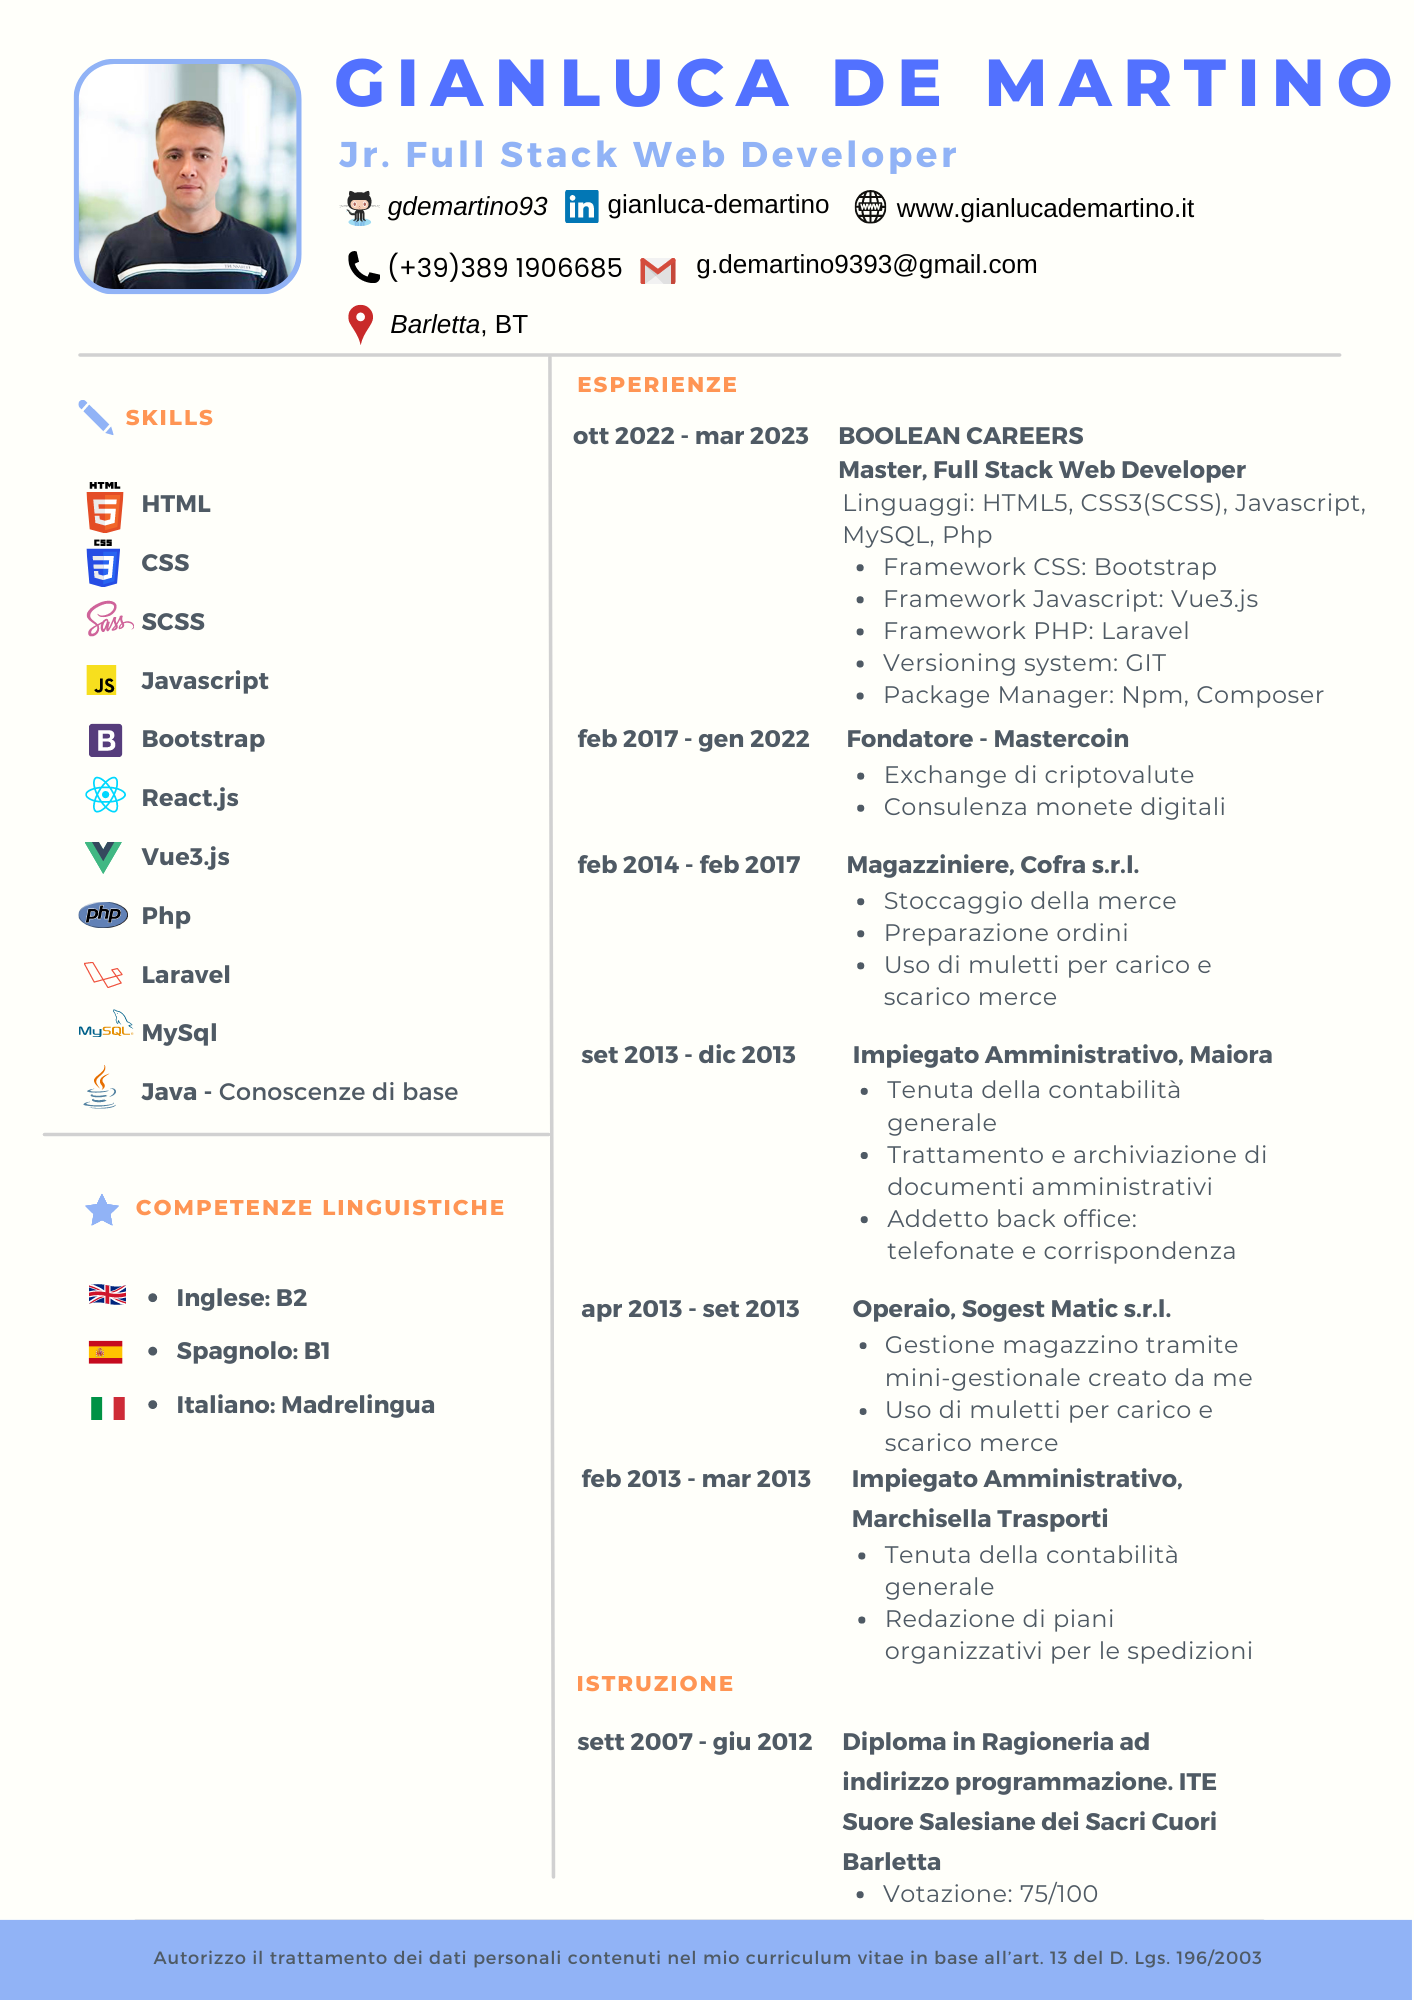 GIANLUCA DE MARTINO
Jr. Full Stack Web Developer
gdemartino93
gianluca-demartino
www.gianlucademartino.it
(+39)389 1906685
g.demartino9393@gmail.com
Barletta, BT
SKILLS
HTML
HTML
CSS
CSS
Sass SCSS
JS Javascript
B Bootstrap
React.js
Vue3.js
php Php
Laravel
MySQL MySql
Java - Conoscenze di base
COMPETENZE LINGUISTICHE
• Inglese: B2
• Spagnolo: B1
• Italiano: Madrelingua
ESPERIENZE
ott 2022 - mar 2023 BOOLEAN CAREERS
Master, Full Stack Web Developer
Linguaggi: HTML5, CSS3(SCSS), Javascript,
MySQL, Php
• Framework CSS: Bootstrap
• Framework Javascript: Vue3.js
• Framework PHP: Laravel
• Versioning system: GIT
• Package Manager: Npm, Composer
feb 2017 - gen 2022 Fondatore - Mastercoin
• Exchange di criptovalute
• Consulenza monete digitali
feb 2014 - feb 2017 Magazziniere, Cofra s.r.l.
• Stoccaggio della merce
• Preparazione ordini
• Uso di muletti per carico e
scarico merce
set 2013 - dic 2013 Impiegato Amministrativo, Maiora
• Tenuta della contabilità
generale
• Trattamento e archiviazione di
documenti amministrativi
• Addetto back office:
telefonate e corrispondenza
apr 2013 - set 2013 Operaio, Sogest Matic s.r.l.
• Gestione magazzino tramite
mini-gestionale creato da me
• Uso di muletti per carico e
scarico merce
feb 2013 - mar 2013 Impiegato Amministrativo,
Marchisella Trasporti
• Tenuta della contabilità
generale
• Redazione di piani
organizzativi per le spedizioni
ISTRUZIONE
sett 2007 - giu 2012 Diploma in Ragioneria ad
indirizzo programmazione. ITE
Suore Salesiane dei Sacri Cuori
Barletta
• Votazione: 75/100
Autorizzo il trattamento dei dati personali contenuti nel mio curriculum vitae in base all'art. 13 del D. Lgs. 196/2003